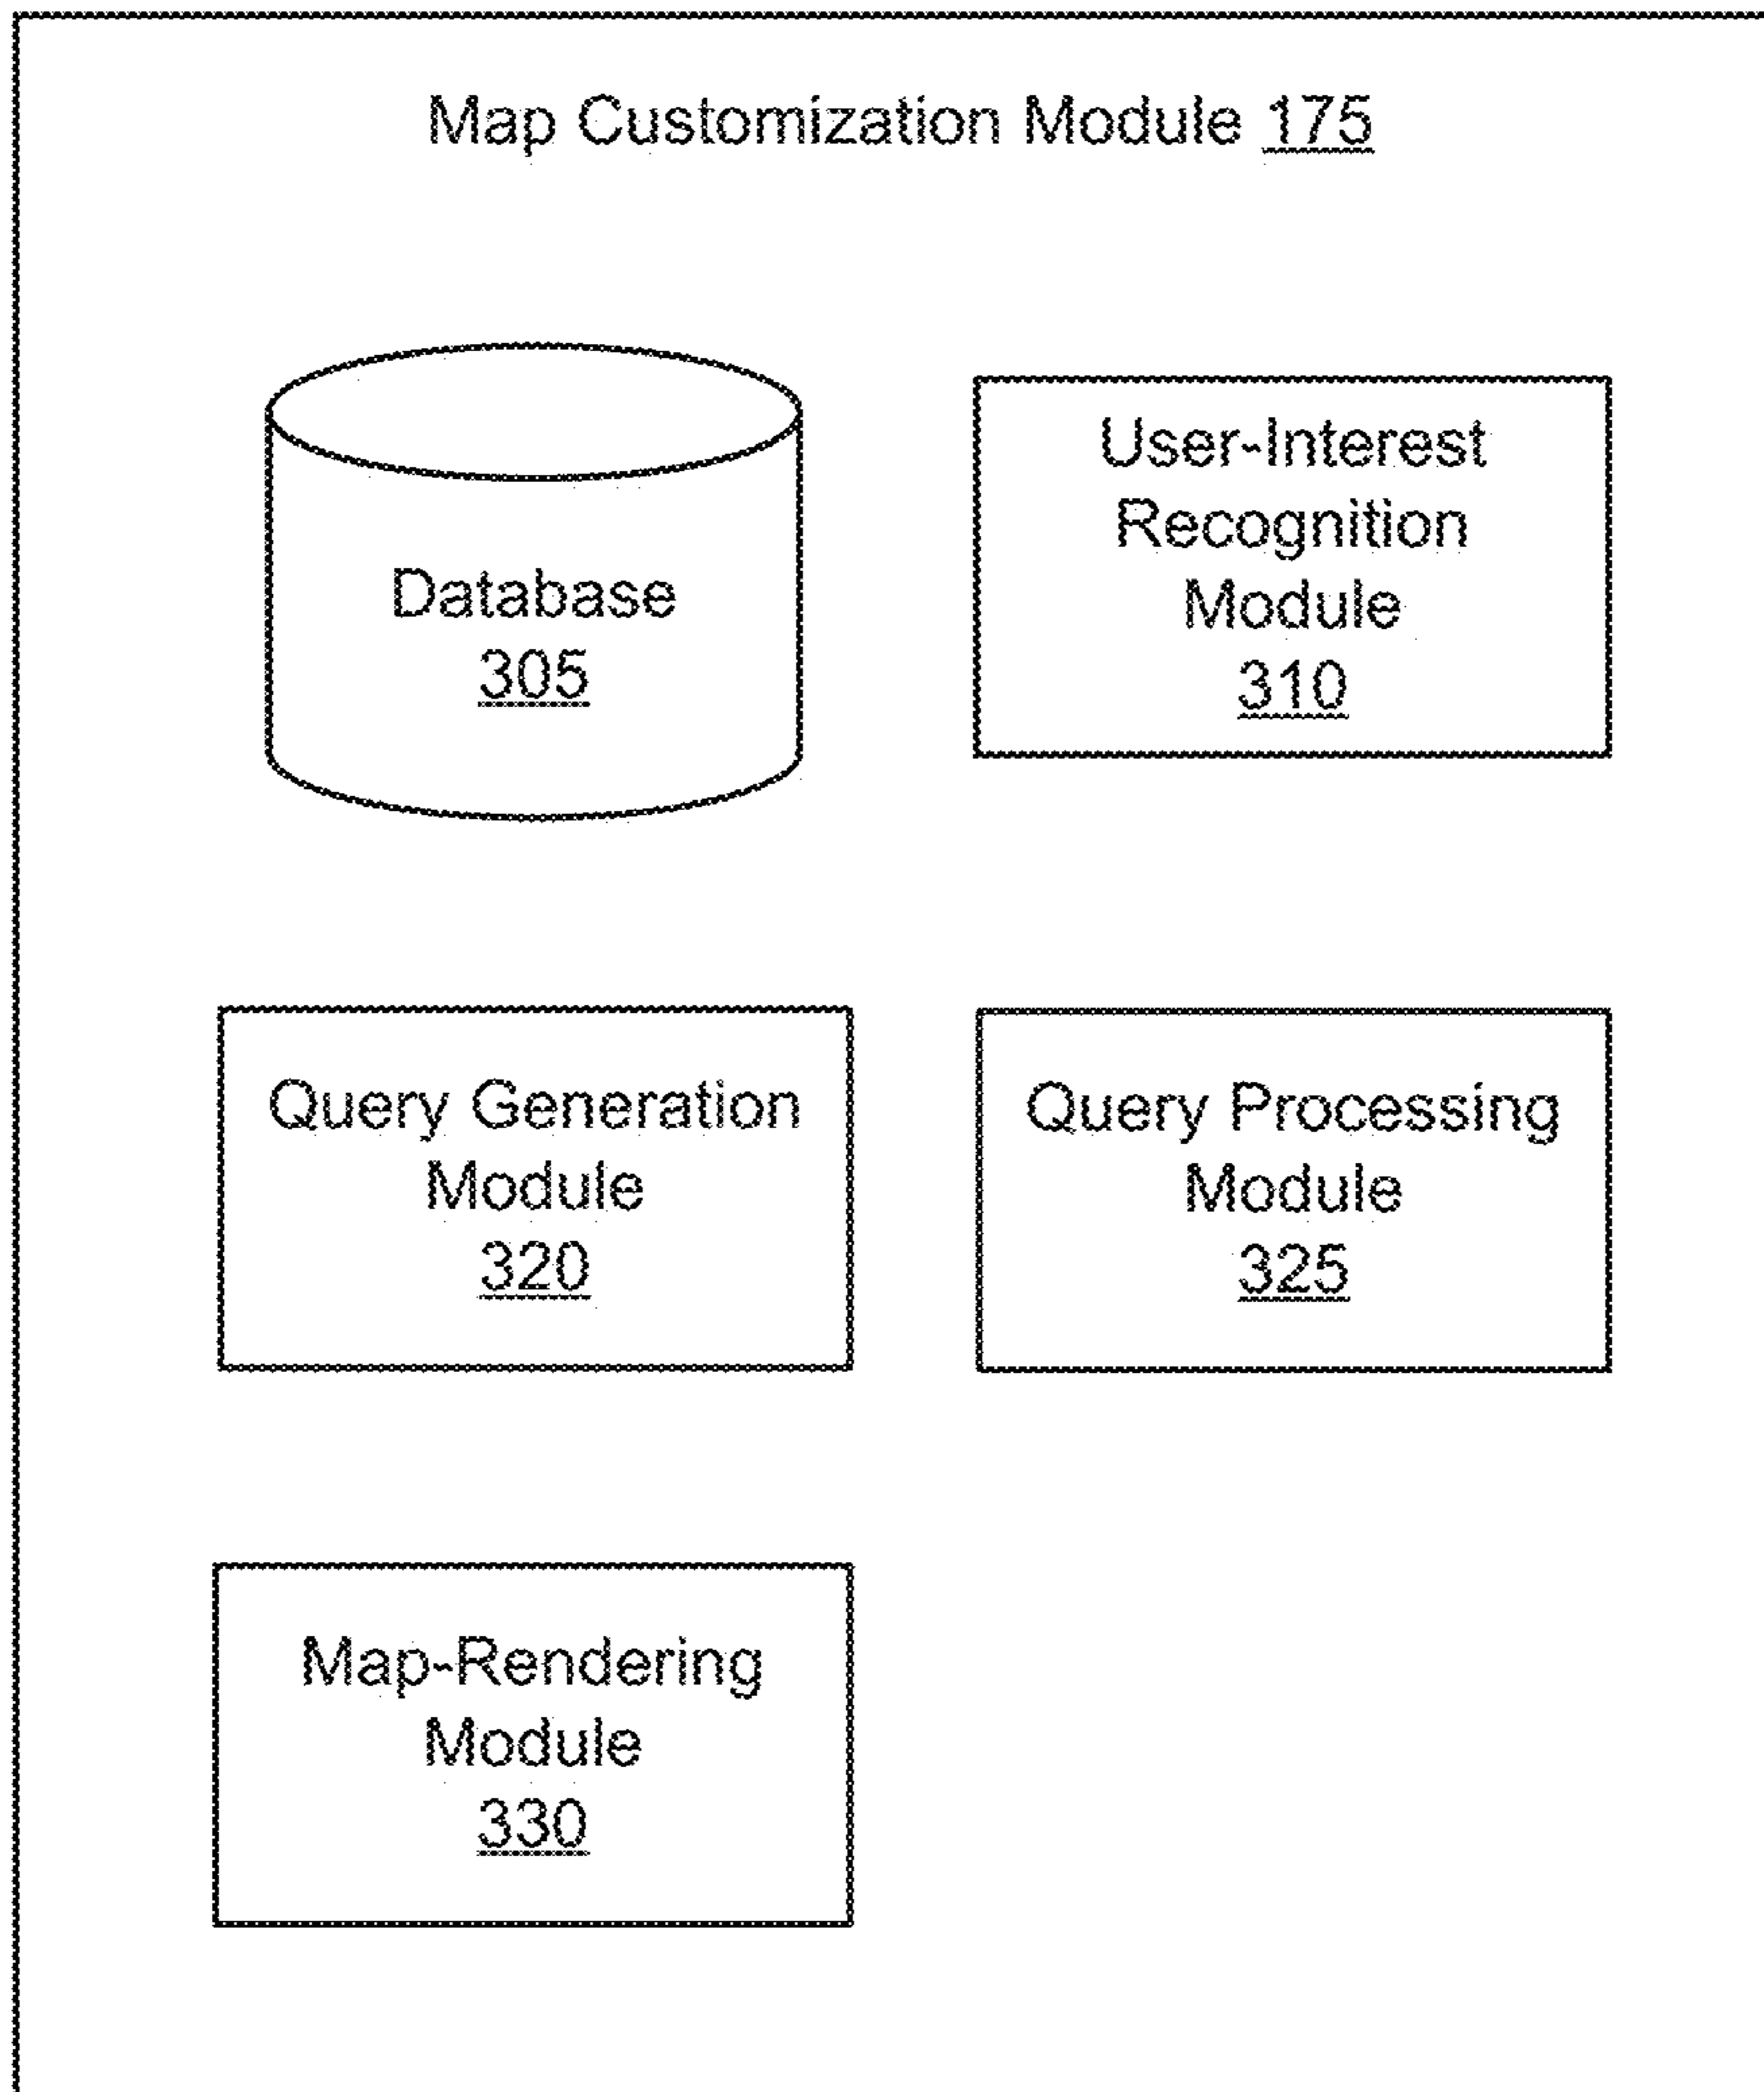 Map Customization Module 175
Database
305
User-Interest
Recognition
Module
310
Query Generation
Module
320
Query Processing
Module
325
Map-Rendering
Module
330